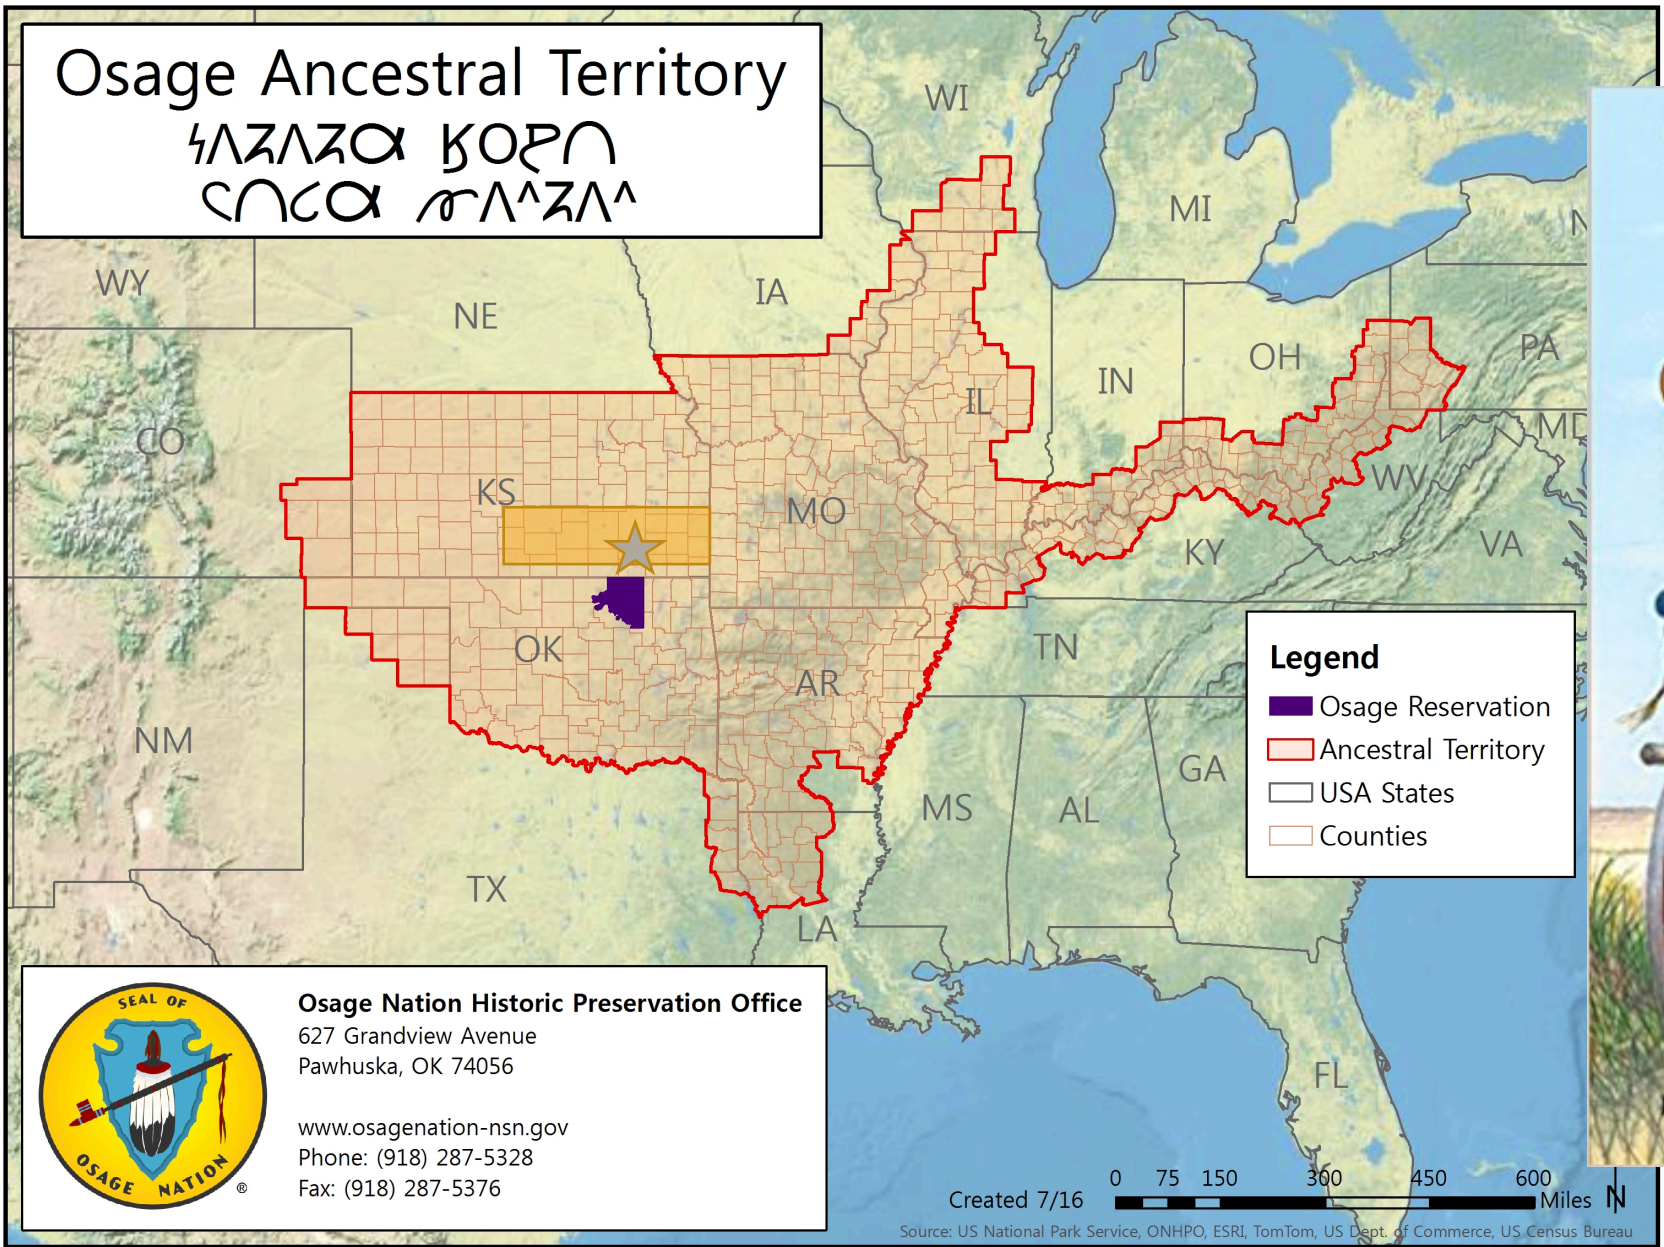 Osage Ancestral Territory
WI
MI
WY
NE
IA
IL
IN
OH
PA
MD
CO
KS
MO
WV
KY
VA
OK
AR
TN
NM
TX
LA
MS
AL
GA
FL
Legend
Osage Reservation
Ancestral Territory
USA States
Counties
SEAL OF
OSAGE NATION
®
Osage Nation Historic Preservation Office
627 Grandview Avenue
Pawhuska, OK 74056
www.osagenation-nsn.gov
Phone: (918) 287-5328
Fax: (918) 287-5376
Created 7/16
0 75 150 300 450 600
Miles
N
Source: US National Park Service, ONHPO, ESRI, TomTom, US Dept. of Commerce, US Census Bureau